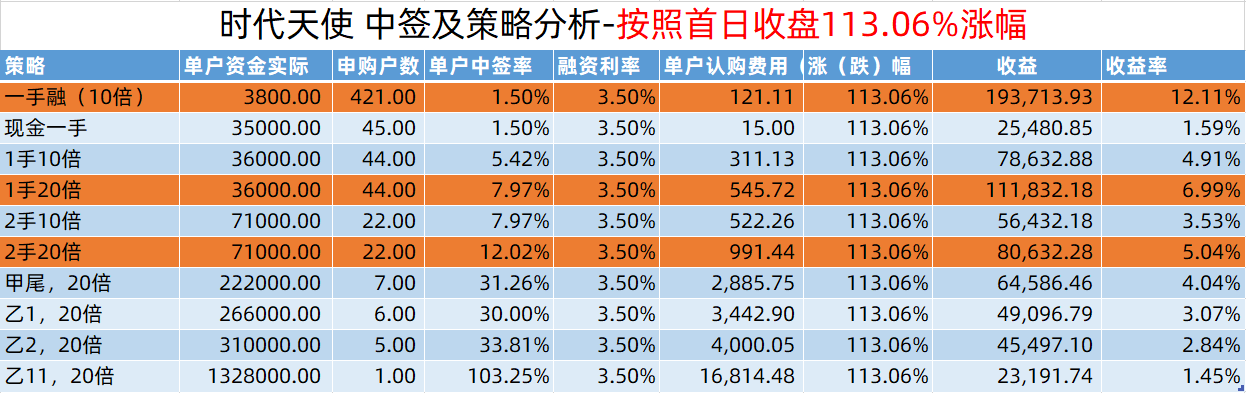 时代天使 中签及策略分析-按照首日收盘113.06%涨幅
策略 单户资金实际 申购户数 单户中签率 融资利率 单户认购费用（ 涨（跌）幅 收益 收益率
一手融（10倍） 3800.00 421.00 1.50% 3.50% 121.11 113.06% 193,713.93 12.11%
现金一手 35000.00 45.00 1.50% 3.50% 15.00 113.06% 25,480.85 1.59%
1手10倍 36000.00 44.00 5.42% 3.50% 311.13 113.06% 78,632.88 4.91%
1手20倍 36000.00 44.00 7.97% 3.50% 545.72 113.06% 111,832.18 6.99%
2手10倍 71000.00 22.00 7.97% 3.50% 522.26 113.06% 56,432.18 3.53%
2手20倍 71000.00 22.00 12.02% 3.50% 991.44 113.06% 80,632.28 5.04%
甲尾，20倍 222000.00 7.00 31.26% 3.50% 2,885.75 113.06% 64,586.46 4.04%
乙1，20倍 266000.00 6.00 30.00% 3.50% 3,442.90 113.06% 49,096.79 3.07%
乙2，20倍 310000.00 5.00 33.81% 3.50% 4,000.05 113.06% 45,497.10 2.84%
乙11，20倍 1328000.00 1.00 103.25% 3.50% 16,814.48 113.06% 23,191.74 1.45%